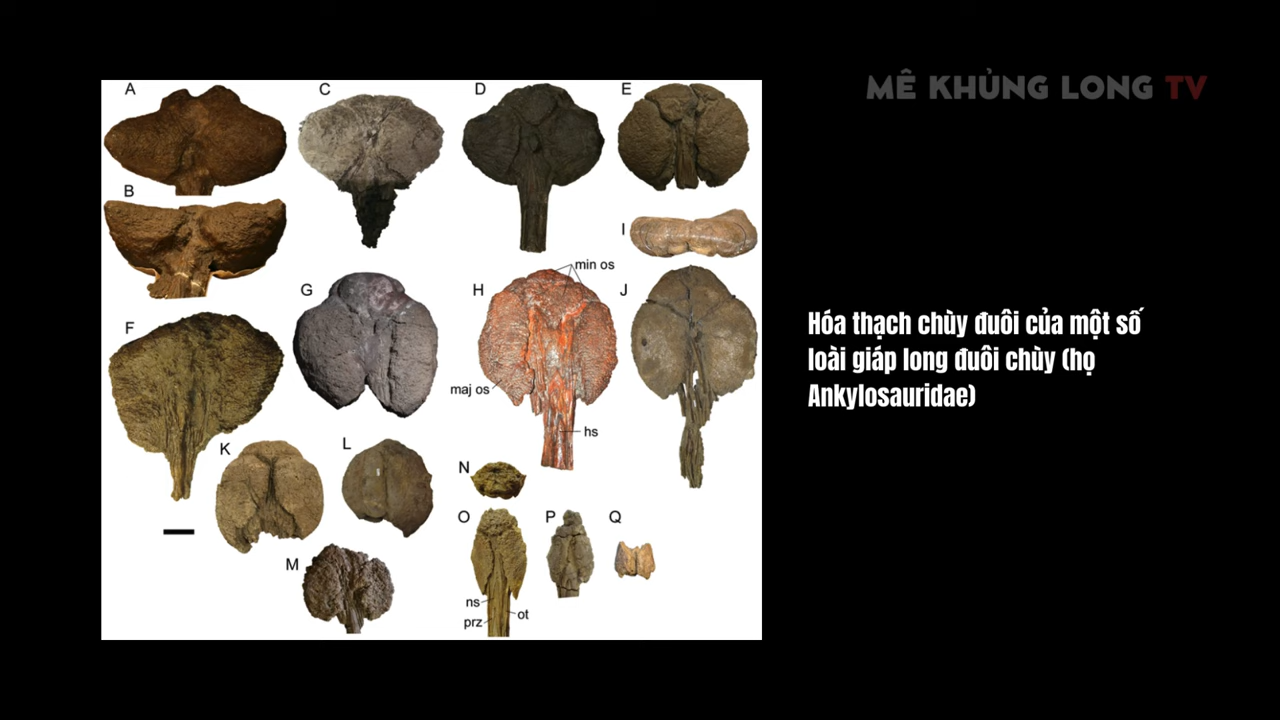 MÊ KHỦNG LONG TV
A
C
D
E
B
I
min os
G
H
J
F
maj os
hs
K
L
N
O
P
Q
M
ns
ot
prz
Hóa thạch chùy đuôi của một số
loài giáp long đuôi chùy (họ
Ankylosauridae)